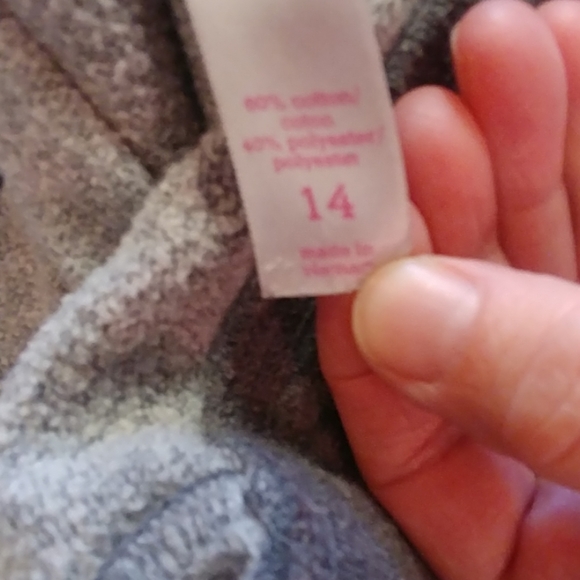 60% cotton/
coton
40% polyester/
polyester
14
made in
Vietnam